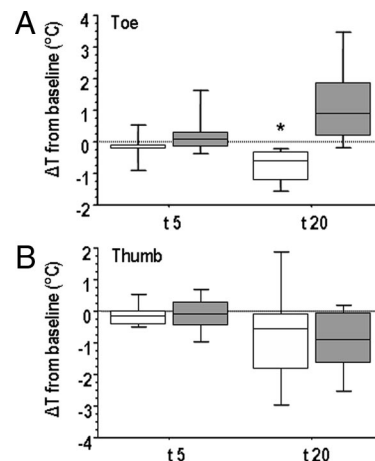 A
Toe
ΔT from baseline (°C)
4
3
2
1
0
-1
-2
*
t 5
t 20
B
Thumb
ΔT from baseline (°C)
2
1
0
-1
-2
-3
-4
t 5
t 20